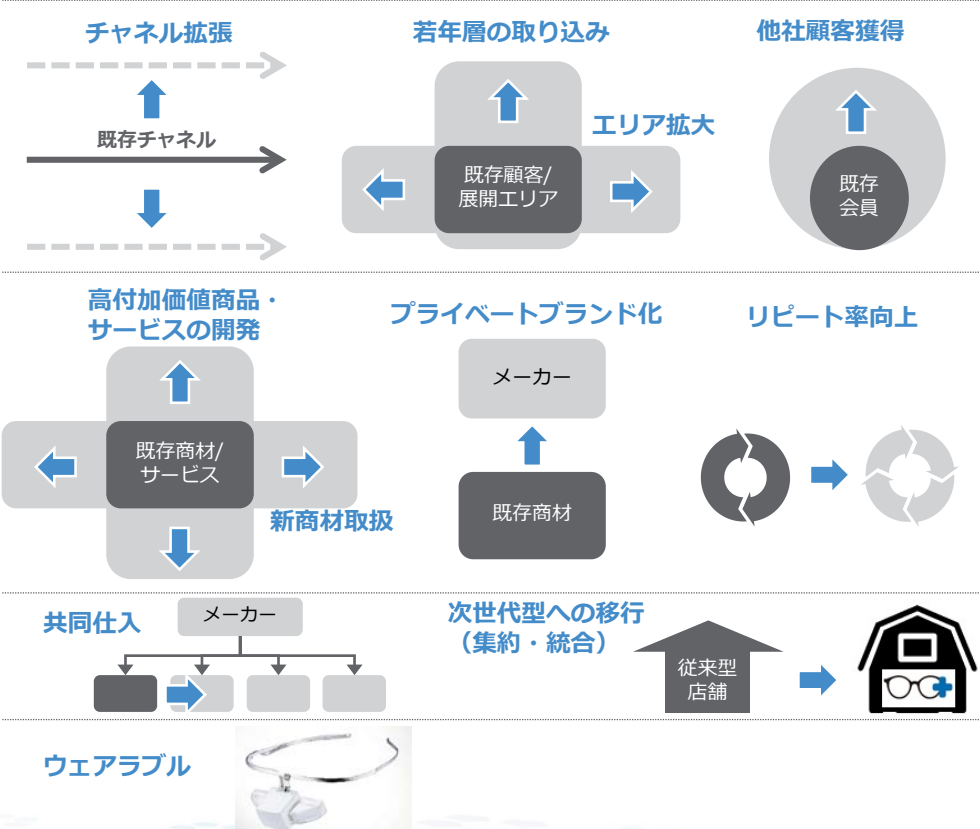 チャネル拡張
既存チャネル
若年層の取り込み
エリア拡大
既存顧客/
展開エリア
他社顧客獲得
既存
会員
高付加価値商品・
サービスの開発
既存商材/
サービス
新商材取扱
プライベートブランド化
メーカー
既存商材
リピート率向上
共同仕入
メーカー
次世代型への移行
（集約・統合）
従来型
店舗
ウェアラブル